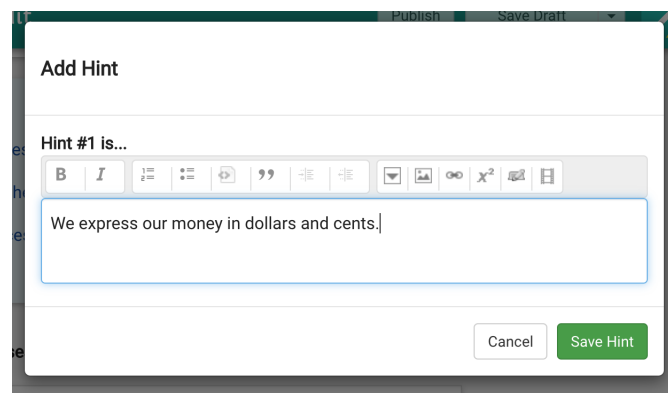 Publish Save Draft
Add Hint
Hint #1 is...
B I
We express our money in dollars and cents.
Cancel Save Hint